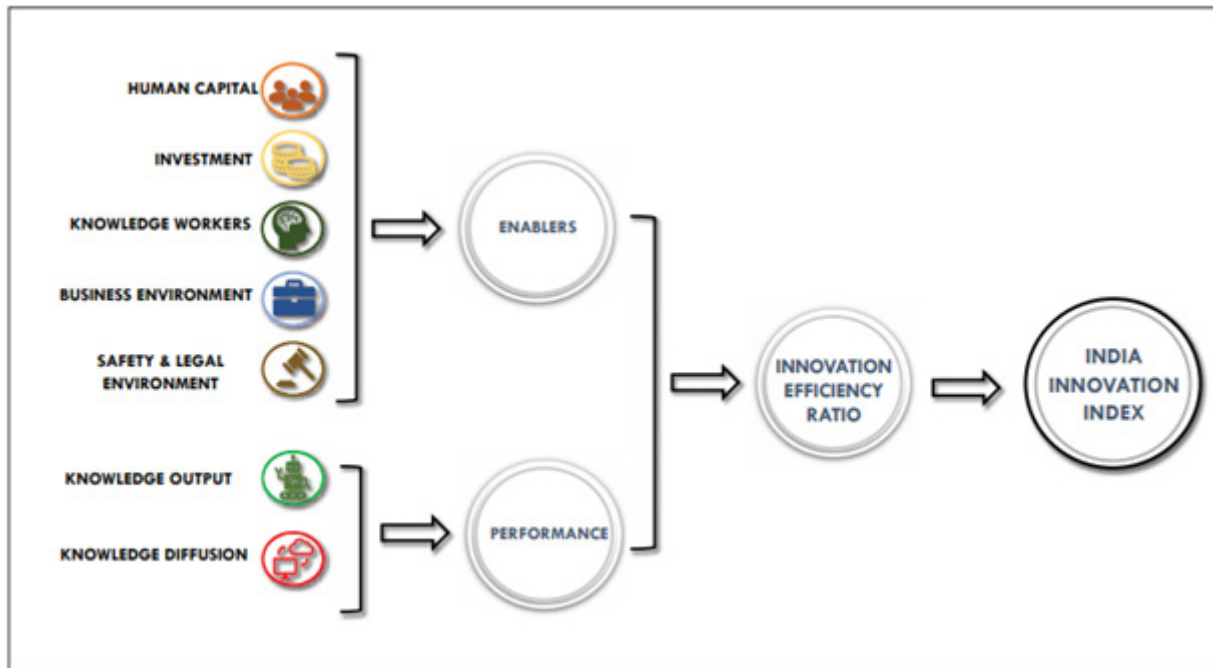 HUMAN CAPITAL
INVESTMENT
KNOWLEDGE WORKERS
BUSINESS ENVIRONMENT
SAFETY & LEGAL
ENVIRONMENT
ENABLERS
KNOWLEDGE OUTPUT
KNOWLEDGE DIFFUSION
PERFORMANCE
INNOVATION
EFFICIENCY
RATIO
INDIA
INNOVATION
INDEX